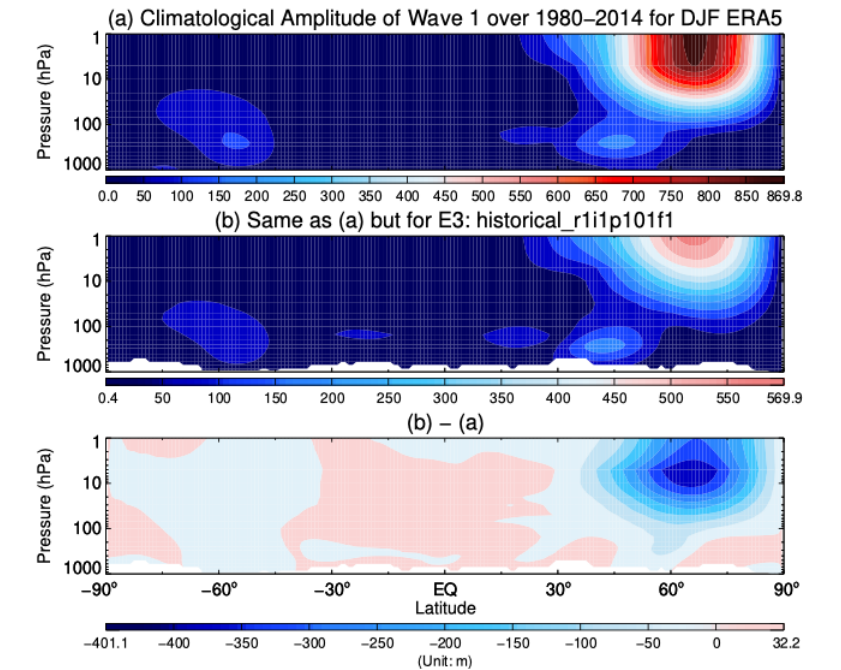 (a) Climatological Amplitude of Wave 1 over 1980−2014 for DJF ERA5
Pressure (hPa)
1
10
100
1000
0.0 50 100 150 200 250 300 350 400 450 500 550 600 650 700 750 800 850 869.8
(b) Same as (a) but for E3: historical_r1i1p101f1
Pressure (hPa)
1
10
100
1000
0.4 50 100 150 200 250 300 350 400 450 500 550 569.9
(b) − (a)
Pressure (hPa)
1
10
100
1000
−90° −60° −30° EQ 30° 60° 90°
Latitude
−401.1 −400 −350 −300 −250 −200 −150 −100 −50 0 32.2
(Unit: m)